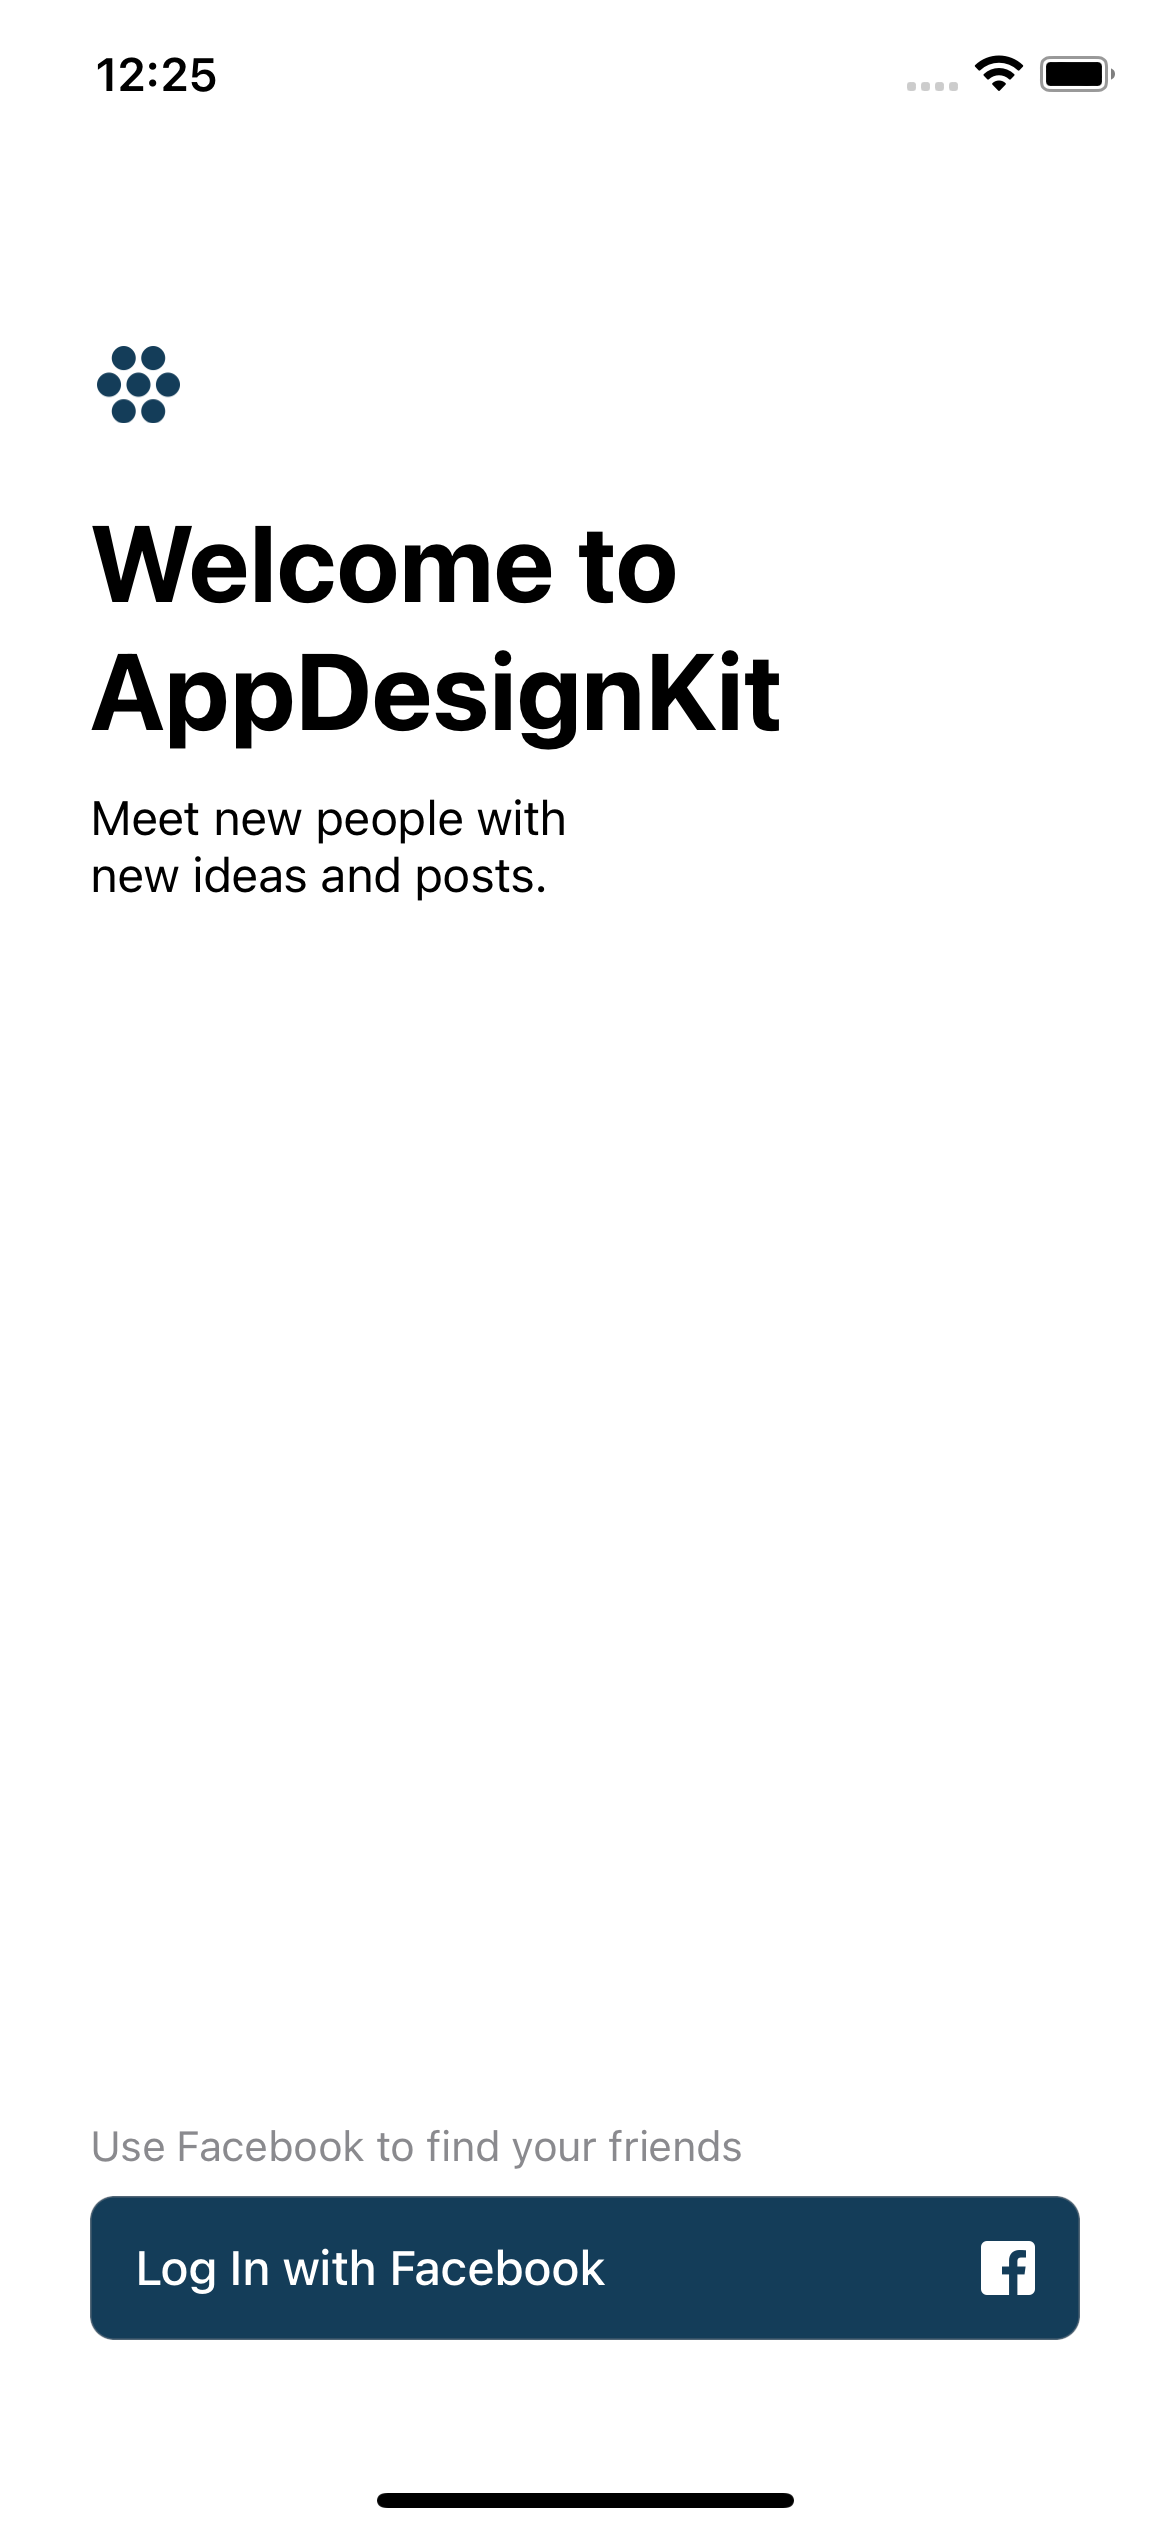 12:25
Welcome to
AppDesignKit
Meet new people with
new ideas and posts.
Use Facebook to find your friends
Log In with Facebook